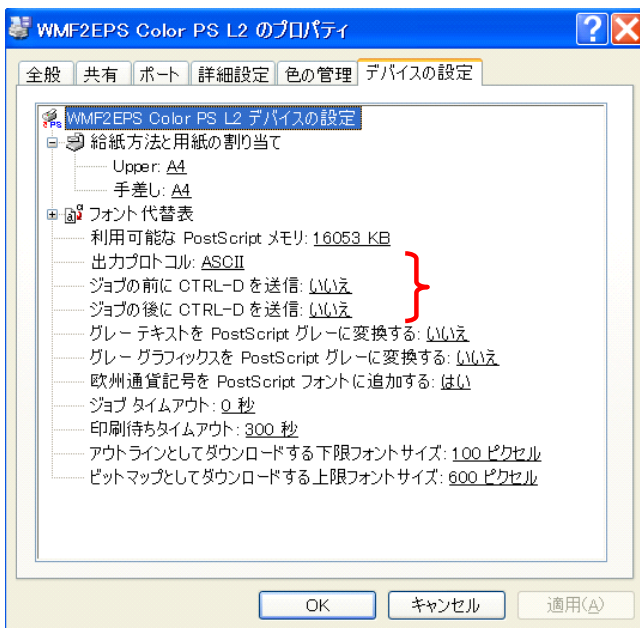 WMF2EPS Color PS L2 のプロパティ
全般 共有 ポート 詳細設定 色の管理 デバイスの設定
WMF2EPS Color PS L2 デバイスの設定
給紙方法と用紙の割り当て
Upper: A4
手差し: A4
フォント代替表
利用可能な PostScript メモリ: 16053 KB
出力プロトコル: ASCII
ジョブの前に CTRL-D を送信: いいえ
ジョブの後に CTRL-D を送信: いいえ
グレー テキストを PostScript グレーに変換する: いいえ
グレー グラフィックスを PostScript グレーに変換する: いいえ
欧州通貨記号を PostScript フォントに追加する: はい
ジョブ タイムアウト: 0 秒
印刷待ちタイムアウト: 300 秒
アウトラインとしてダウンロードする下限フォントサイズ: 100 ピクセル
ビットマップとしてダウンロードする上限フォントサイズ: 600 ピクセル
OK キャンセル 適用(A)